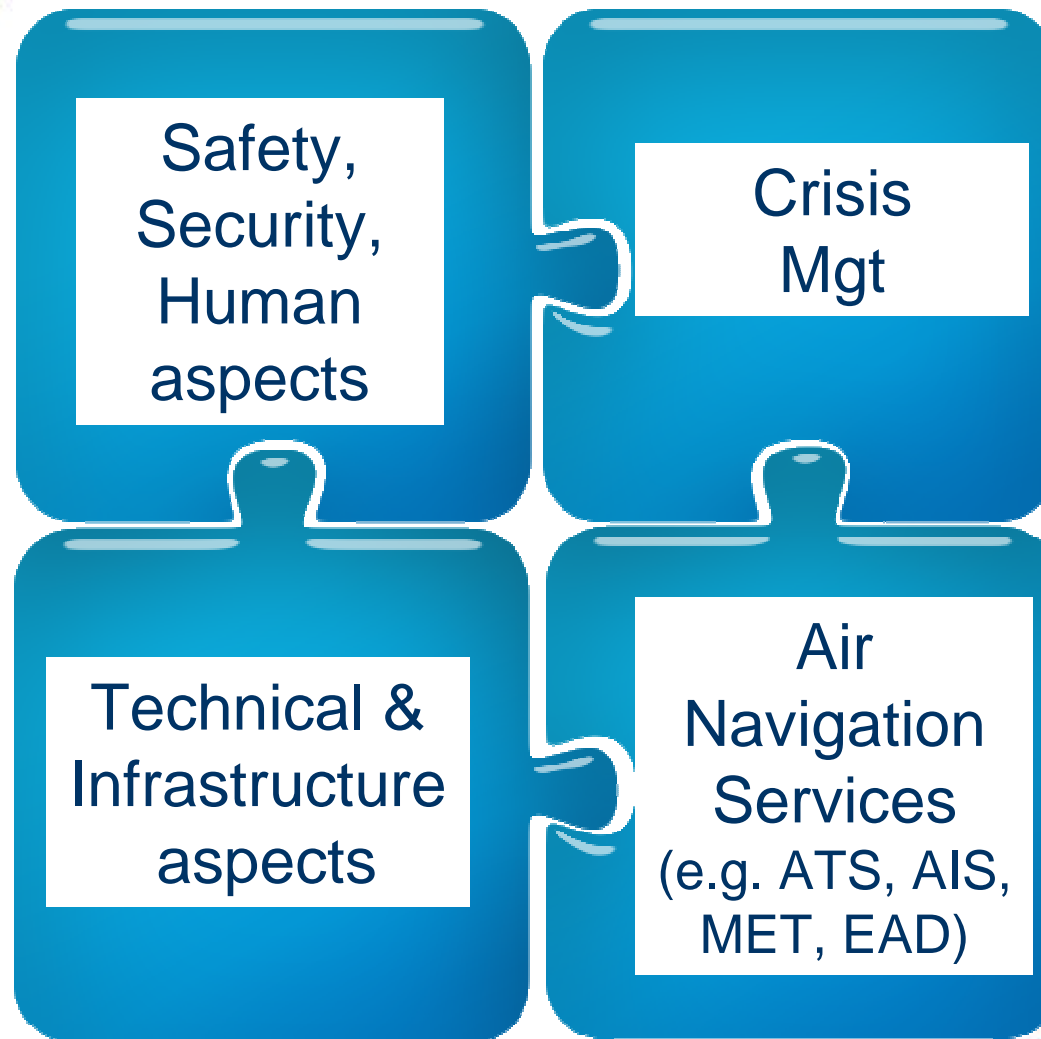 Safety,
Security,
Human
aspects
Crisis
Mgt
Technical &
Infrastructure
aspects
Air
Navigation
Services
(e.g. ATS, AIS,
MET, EAD)